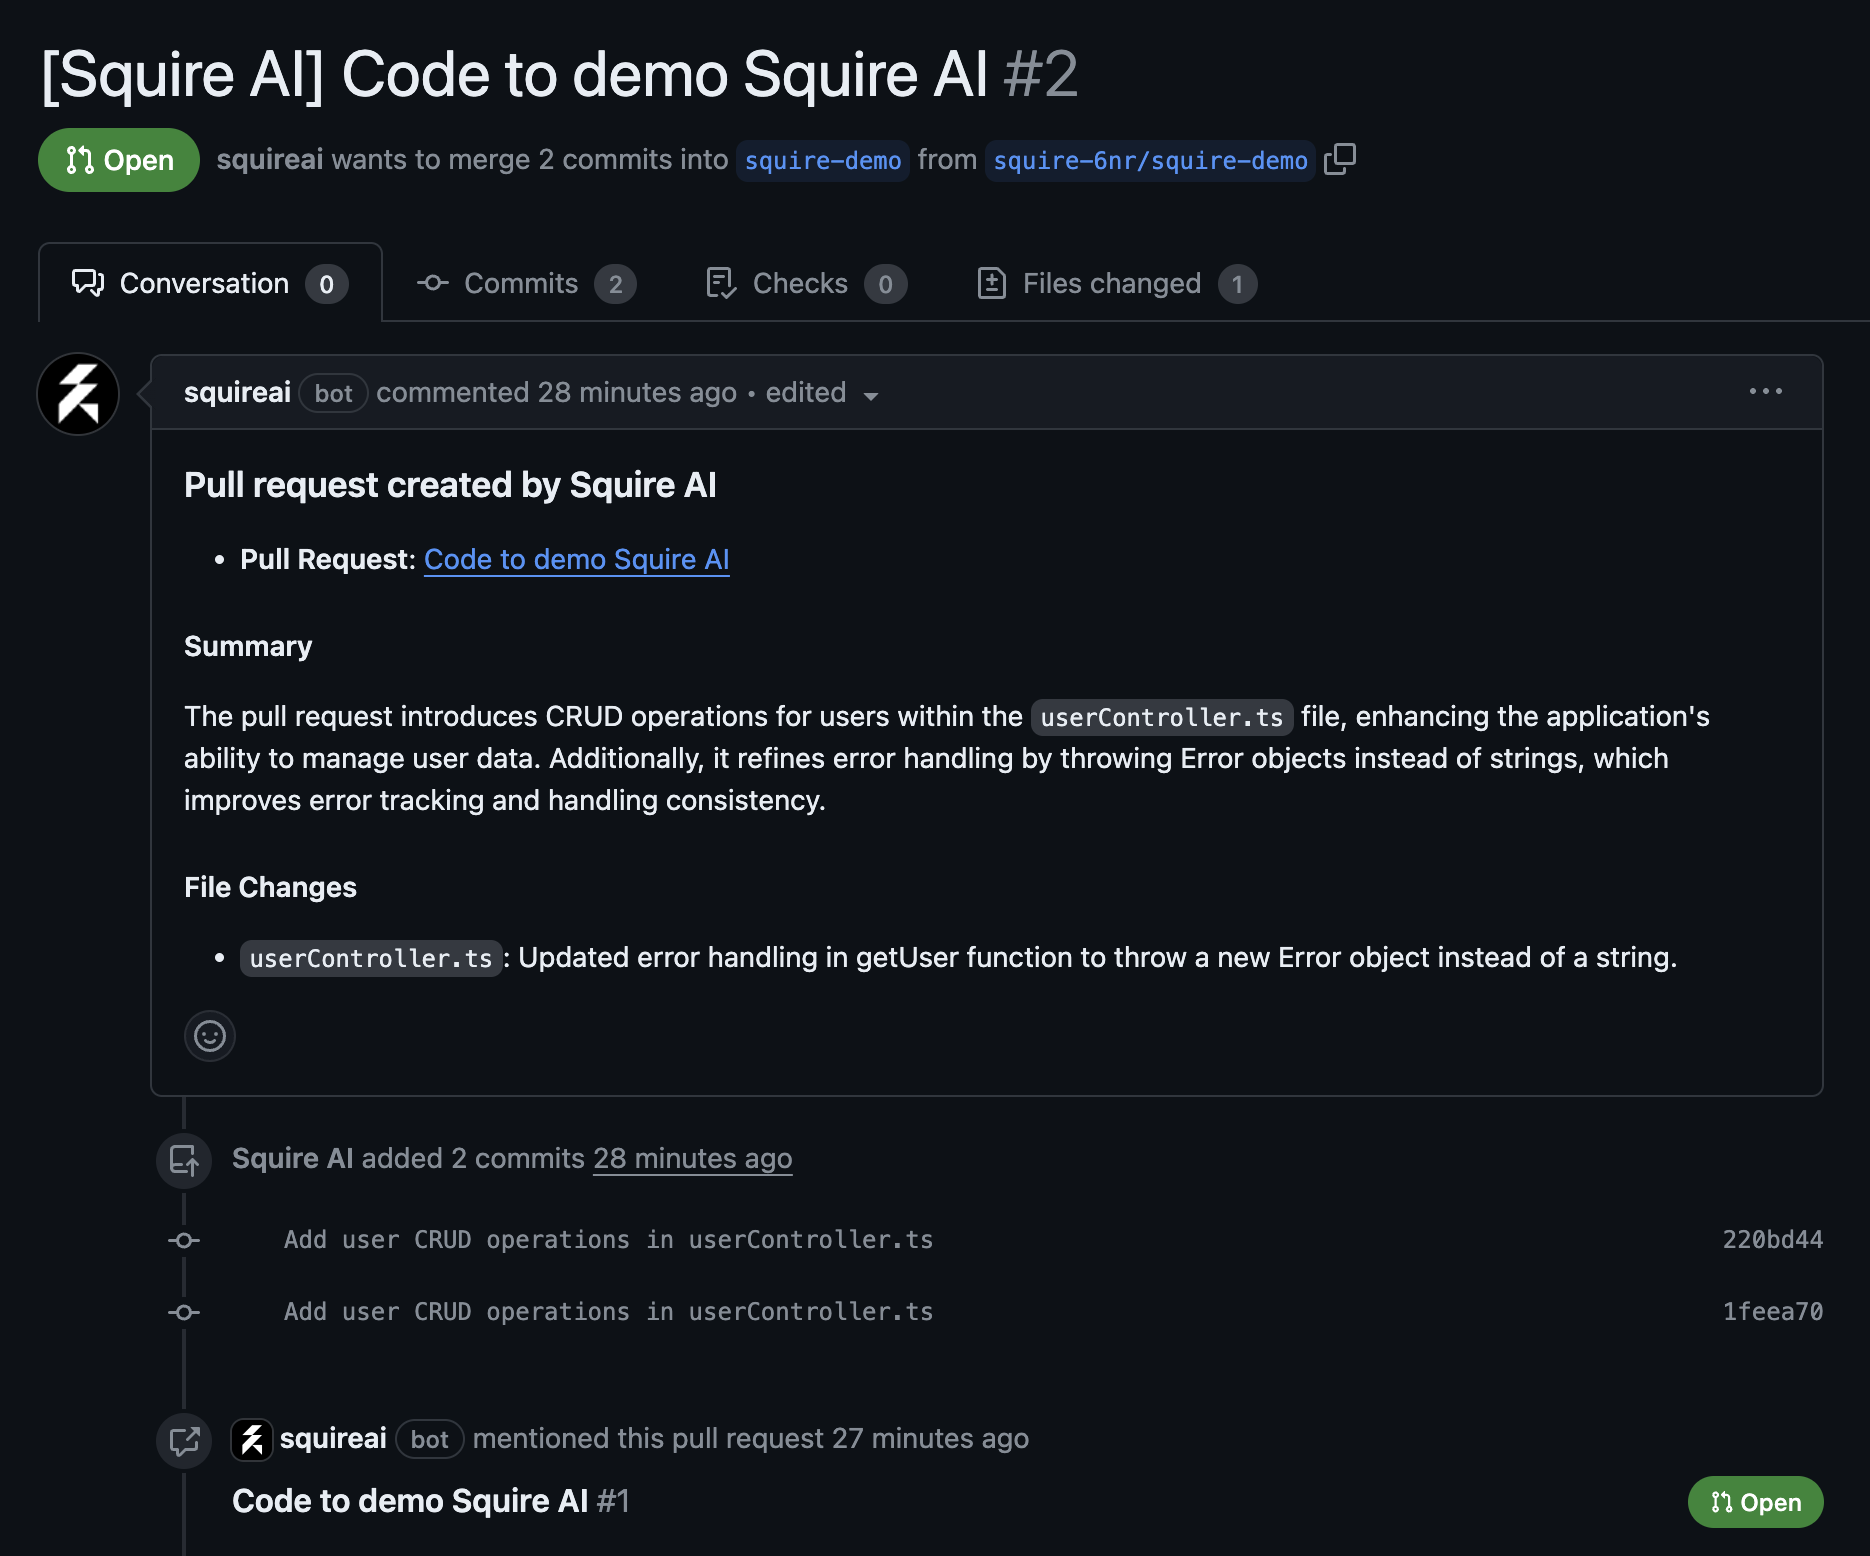 [Squire AI] Code to demo Squire AI #2
Open squireai wants to merge 2 commits into squire-demo from squire-6nr/squire-demo
Conversation 0 Commits 2 Checks 0 Files changed 1
squireai bot commented 28 minutes ago • edited
Pull request created by Squire AI
• Pull Request: Code to demo Squire AI
Summary
The pull request introduces CRUD operations for users within the userController.ts file, enhancing the application's
ability to manage user data. Additionally, it refines error handling by throwing Error objects instead of strings, which
improves error tracking and handling consistency.
File Changes
• userController.ts: Updated error handling in getUser function to throw a new Error object instead of a string.
Squire AI added 2 commits 28 minutes ago
Add user CRUD operations in userController.ts 220bd44
Add user CRUD operations in userController.ts 1feea70
squireai bot mentioned this pull request 27 minutes ago
Code to demo Squire AI #1 Open